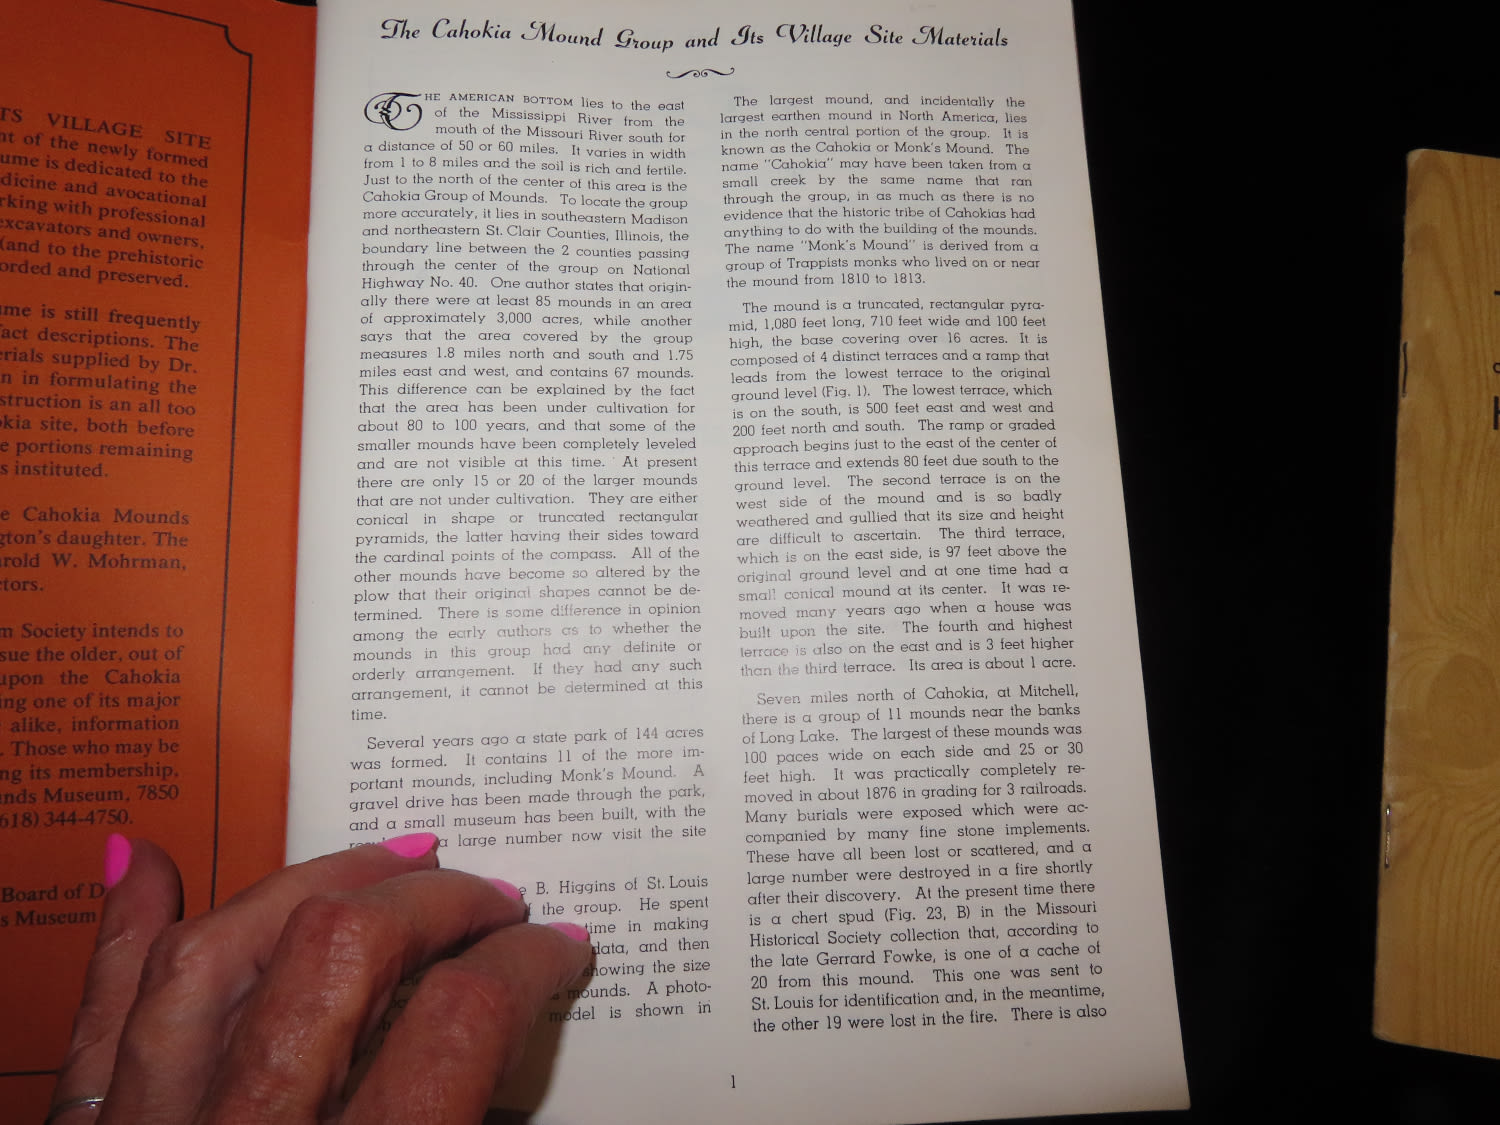 TS VILLAGE SITE
nt of the newly formed
ume is dedicated to the
dicine and avocational
rking with professional
excavators and owners,
(and to the prehistoric
orded and preserved.
ume is still frequently
fact descriptions. The
erials supplied by Dr.
n in formulating the
struction is an all too
okia site, both before
e portions remaining
s instituted.
e Cahokia Mounds
gton's daughter. The
arold W. Mohrman,
ctors.
m Society intends to
sue the older, out of
upon the Cahokia
ing one of its major
alike, information
. Those who may be
ng its membership,
unds Museum, 7850
618) 344-4750.
Board of D
s Museum
The Cahokia Mound Group and Its Village Site Materials
THE AMERICAN BOTTOM lies to the east
of the Mississippi River from the
mouth of the Missouri River south for
a distance of 50 or 60 miles. It varies in width
from 1 to 8 miles and the soil is rich and fertile.
Just to the north of the center of this area is the
Cahokia Group of Mounds. To locate the group
more accurately, it lies in southeastern Madison
and northeastern St. Clair Counties, Illinois, the
boundary line between the 2 counties passing
through the center of the group on National
Highway No. 40. One author states that origin-
ally there were at least 85 mounds in an area
of approximately 3,000 acres, while another
says that the area covered by the group
measures 1.8 miles north and south and 1.75
miles east and west, and contains 67 mounds.
This difference can be explained by the fact
that the area has been under cultivation for
about 80 to 100 years, and that some of the
smaller mounds have been completely leveled
and are not visible at this time. At present
there are only 15 or 20 of the larger mounds
that are not under cultivation. They are either
conical in shape or truncated rectangular
pyramids, the latter having their sides toward
the cardinal points of the compass. All of the
other mounds have become so altered by the
plow that their original shapes cannot be de-
termined. There is some difference in opinion
among the early authors as to whether the
mounds in this group had any definite or
orderly arrangement. If they had any such
arrangement, it cannot be determined at this
time.
Several years ago a state park of 144 acres
was formed. It contains 11 of the more im-
portant mounds, including Monk's Mound. A
gravel drive has been made through the park,
and a small museum has been built, with the
a large number now visit the site
e B. Higgins of St. Louis
f the group. He spent
time in making
data, and then
showing the size
mounds. A photo-
model is shown in
The largest mound, and incidentally the
largest earthen mound in North America, lies
in the north central portion of the group. It is
known as the Cahokia or Monk's Mound. The
name "Cahokia" may have been taken from a
small creek by the same name that ran
through the group, in as much as there is no
evidence that the historic tribe of Cahokias had
anything to do with the building of the mounds.
The name "Monk's Mound" is derived from a
group of Trappists monks who lived on or near
the mound from 1810 to 1813.
The mound is a truncated, rectangular pyra-
mid, 1,080 feet long, 710 feet wide and 100 feet
high, the base covering over 16 acres. It is
composed of 4 distinct terraces and a ramp that
leads from the lowest terrace to the original
ground level (Fig. 1). The lowest terrace, which
is on the south, is 500 feet east and west and
200 feet north and south. The ramp or graded
approach begins just to the east of the center of
this terrace and extends 80 feet due south to the
ground level. The second terrace is on the
west side of the mound and is so badly
weathered and gullied that its size and height
are difficult to ascertain. The third terrace,
which is on the east side, is 97 feet above the
original ground level and at one time had a
small conical mound at its center. It was re-
moved many years ago when a house was
built upon the site. The fourth and highest
terrace is also on the east and is 3 feet higher
than the third terrace. Its area is about 1 acre.
Seven miles north of Cahokia, at Mitchell,
there is a group of 11 mounds near the banks
of Long Lake. The largest of these mounds was
100 paces wide on each side and 25 or 30
feet high. It was practically completely re-
moved in about 1876 in grading for 3 railroads.
Many burials were exposed which were ac-
companied by many fine stone implements.
These have all been lost or scattered, and a
large number were destroyed in a fire shortly
after their discovery. At the present time there
is a chert spud (Fig. 23, B) in the Missouri
Historical Society collection that, according to
the late Gerrard Fowke, is one of a cache of
20 from this mound. This one was sent to
St. Louis for identification and, in the meantime,
the other 19 were lost in the fire. There is also
1